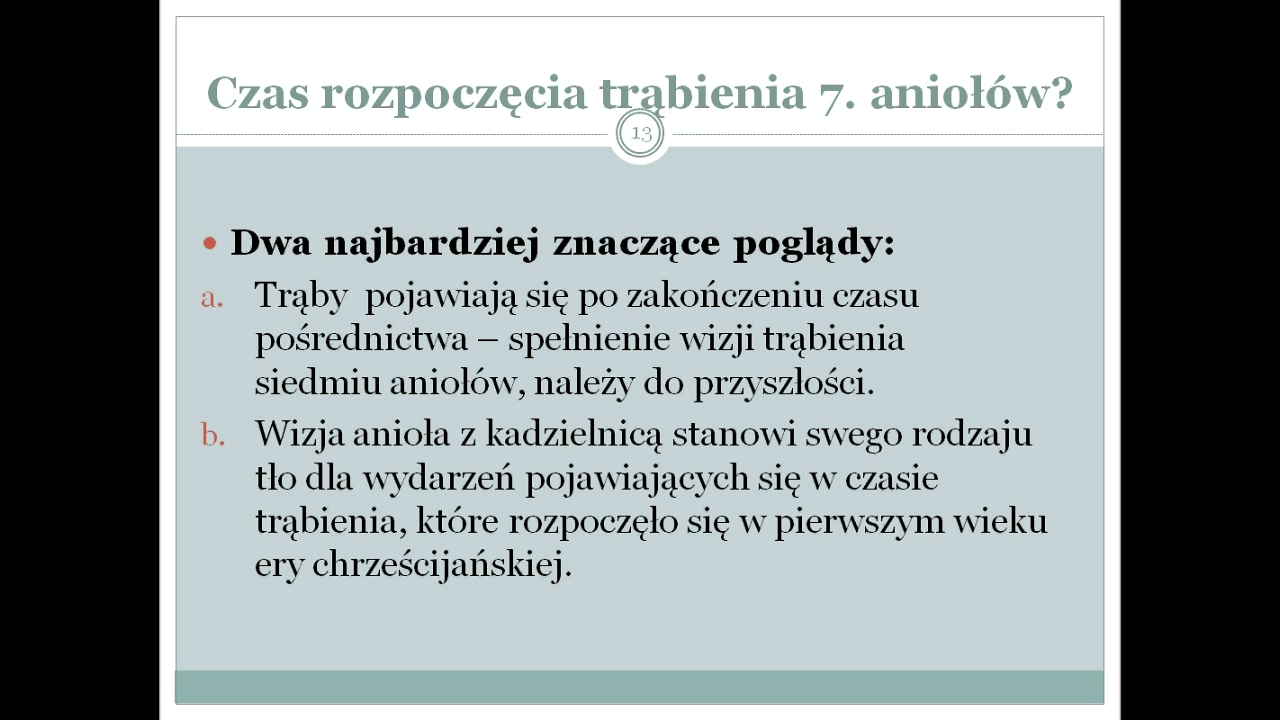 Czas rozpoczęcia trąbienia 7. aniołów?
13
• Dwa najbardziej znaczące poglądy:
a. Trąby pojawiają się po zakończeniu czasu
pośrednictwa – spełnienie wizji trąbienia
siedmiu aniołów, należy do przyszłości.
b. Wizja anioła z kadzielnicą stanowi swego rodzaju
tło dla wydarzeń pojawiających się w czasie
trąbienia, które rozpoczęło się w pierwszym wieku
ery chrześcijańskiej.